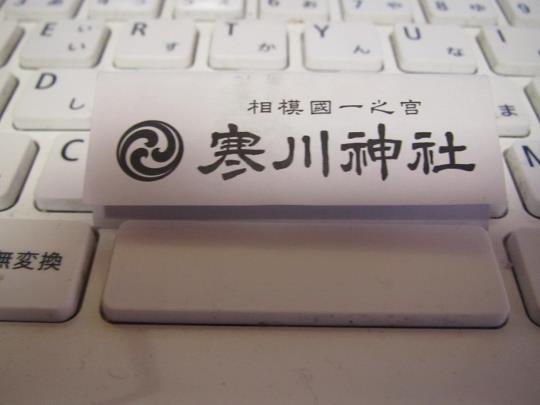 E い R す T か Y ん U な
D し
ま
相模國一之宮
寒川神社
C
無変換